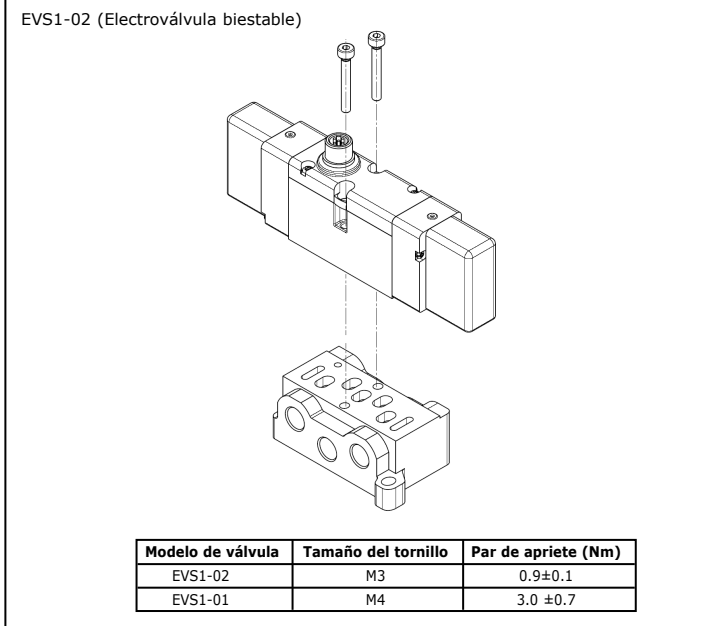 EVS1-02 (Electroválvula biestable)
Modelo de válvula Tamaño del tornillo Par de apriete (Nm)
EVS1-02 M3 0.9±0.1
EVS1-01 M4 3.0 ±0.7